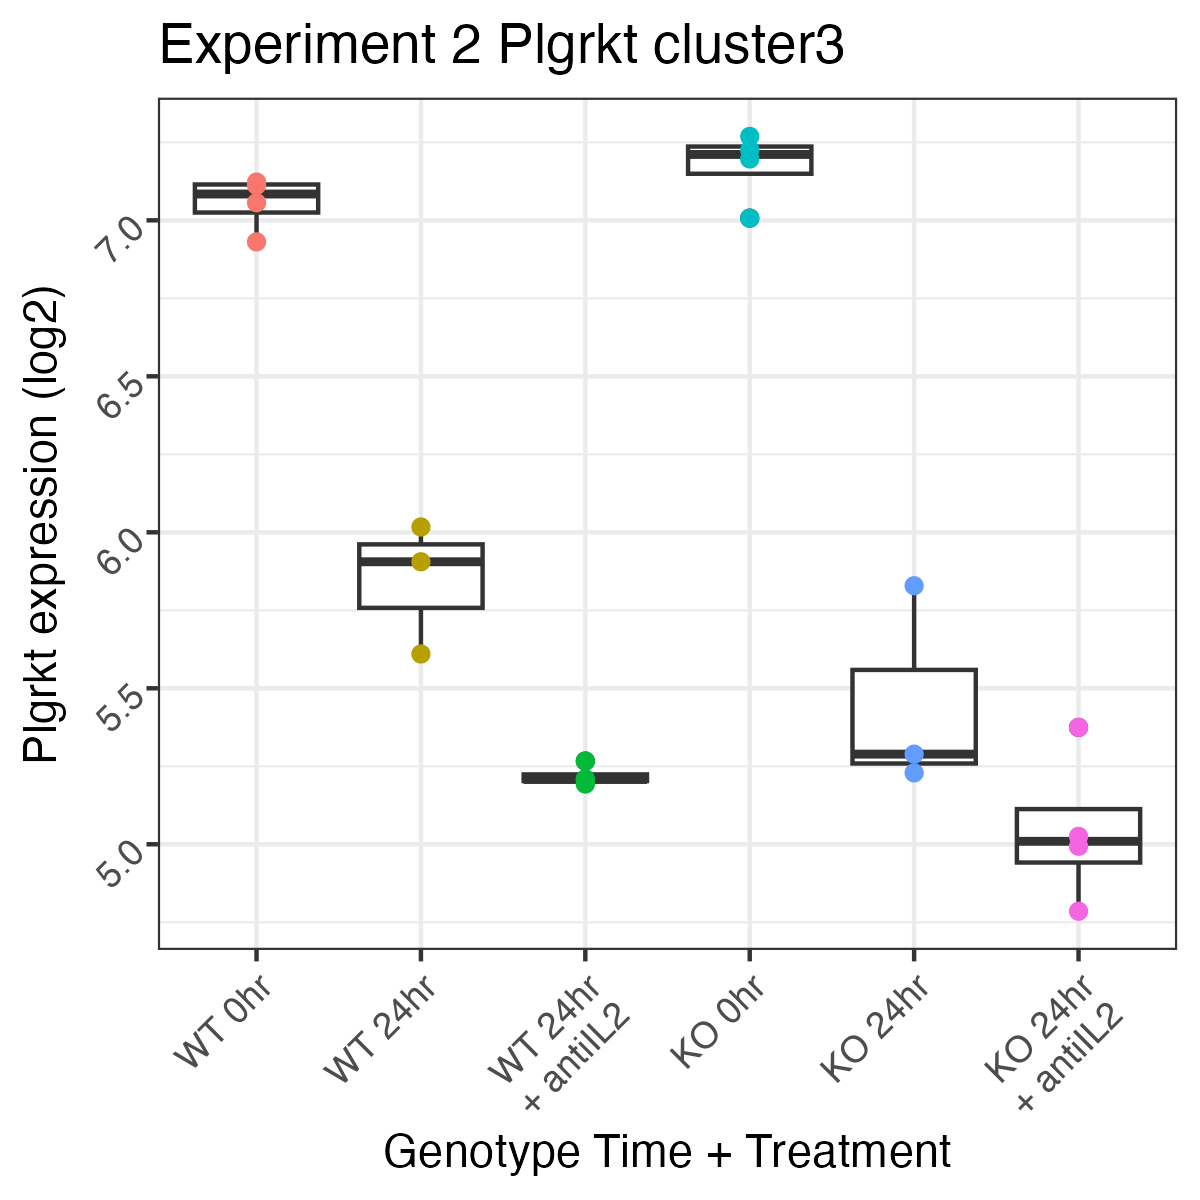 Experiment 2 Plgrkt cluster3
Plgrkt expression (log2)
7.0
6.5
6.0
5.5
5.0
WT 0hr
WT 24hr
WT 24hr
+ antiIL2
KO 0hr
KO 24hr
KO 24hr
+ antiIL2
Genotype Time + Treatment